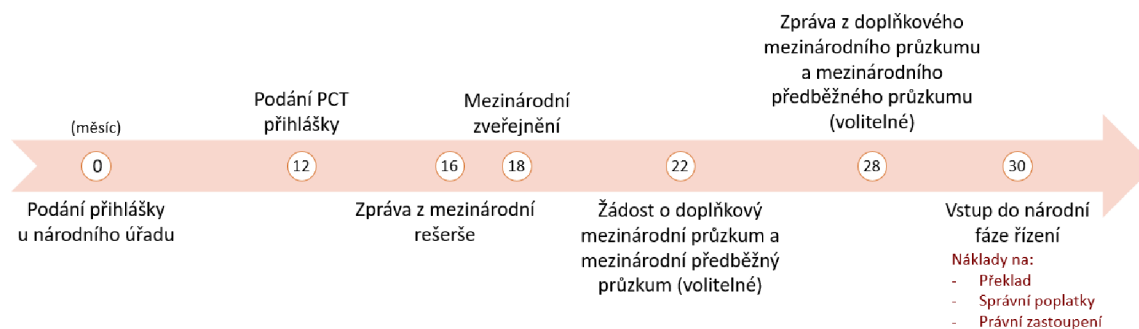 (měsíc)
0
Podání přihlášky
u národního úřadu
Podání PCT
přihlášky
12
16
Zpráva z mezinárodní
rešerše
Mezinárodní
zveřejnění
18
22
Žádost o doplňkový
mezinárodní průzkum a
mezinárodní předběžný
průzkum (volitelné)
Zpráva z doplňkového
mezinárodního průzkumu
a mezinárodního
předběžného průzkumu
(volitelné)
28
30
Vstup do národní
fáze řízení
Náklady na:
- Překlad
- Správní poplatky
- Právní zastoupení